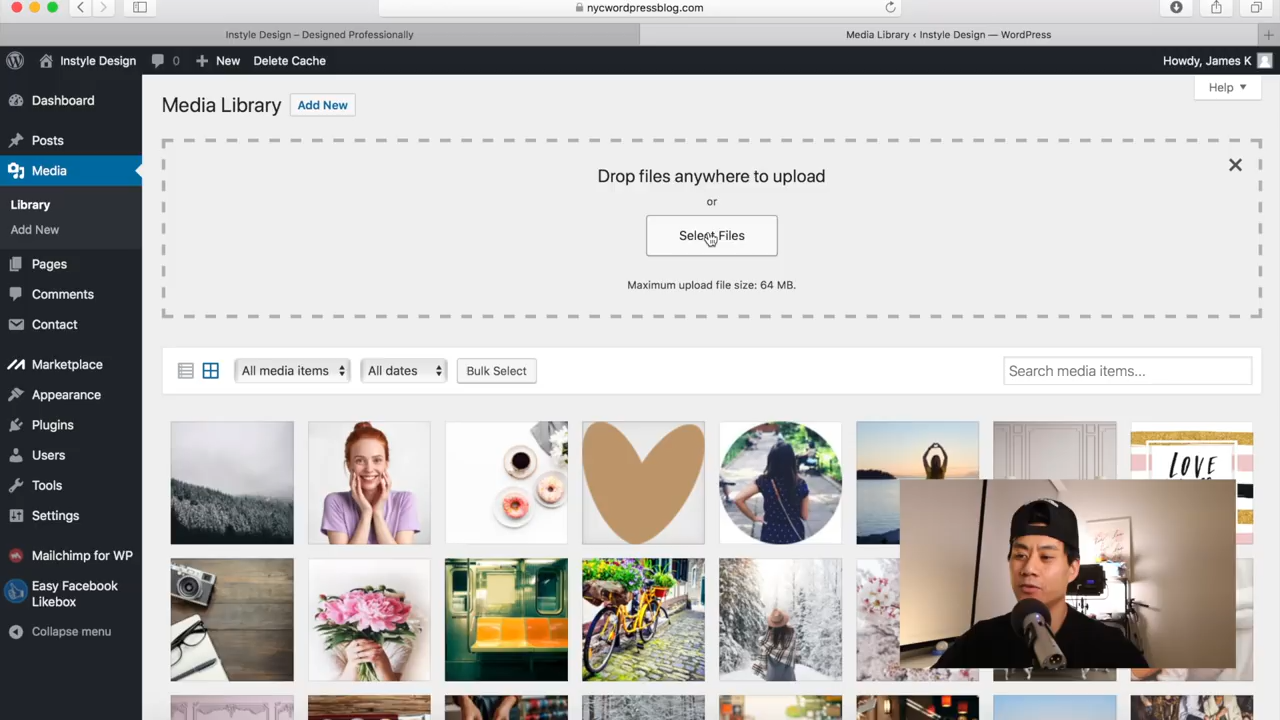 nycwordpressblog.com
Instyle Design – Designed Professionally
Media Library ‹ Instyle Design — WordPress
Instyle Design
0
New
Delete Cache
Howdy, James K
Help
Dashboard
Posts
Media
Library
Add New
Pages
Comments
Contact
Marketplace
Appearance
Plugins
Users
Tools
Settings
Mailchimp for WP
Easy Facebook
Likebox
Collapse menu
Media Library
Add New
Drop files anywhere to upload
or
Select Files
Maximum upload file size: 64 MB.
All media items
All dates
Bulk Select
Search media items...
LOVE